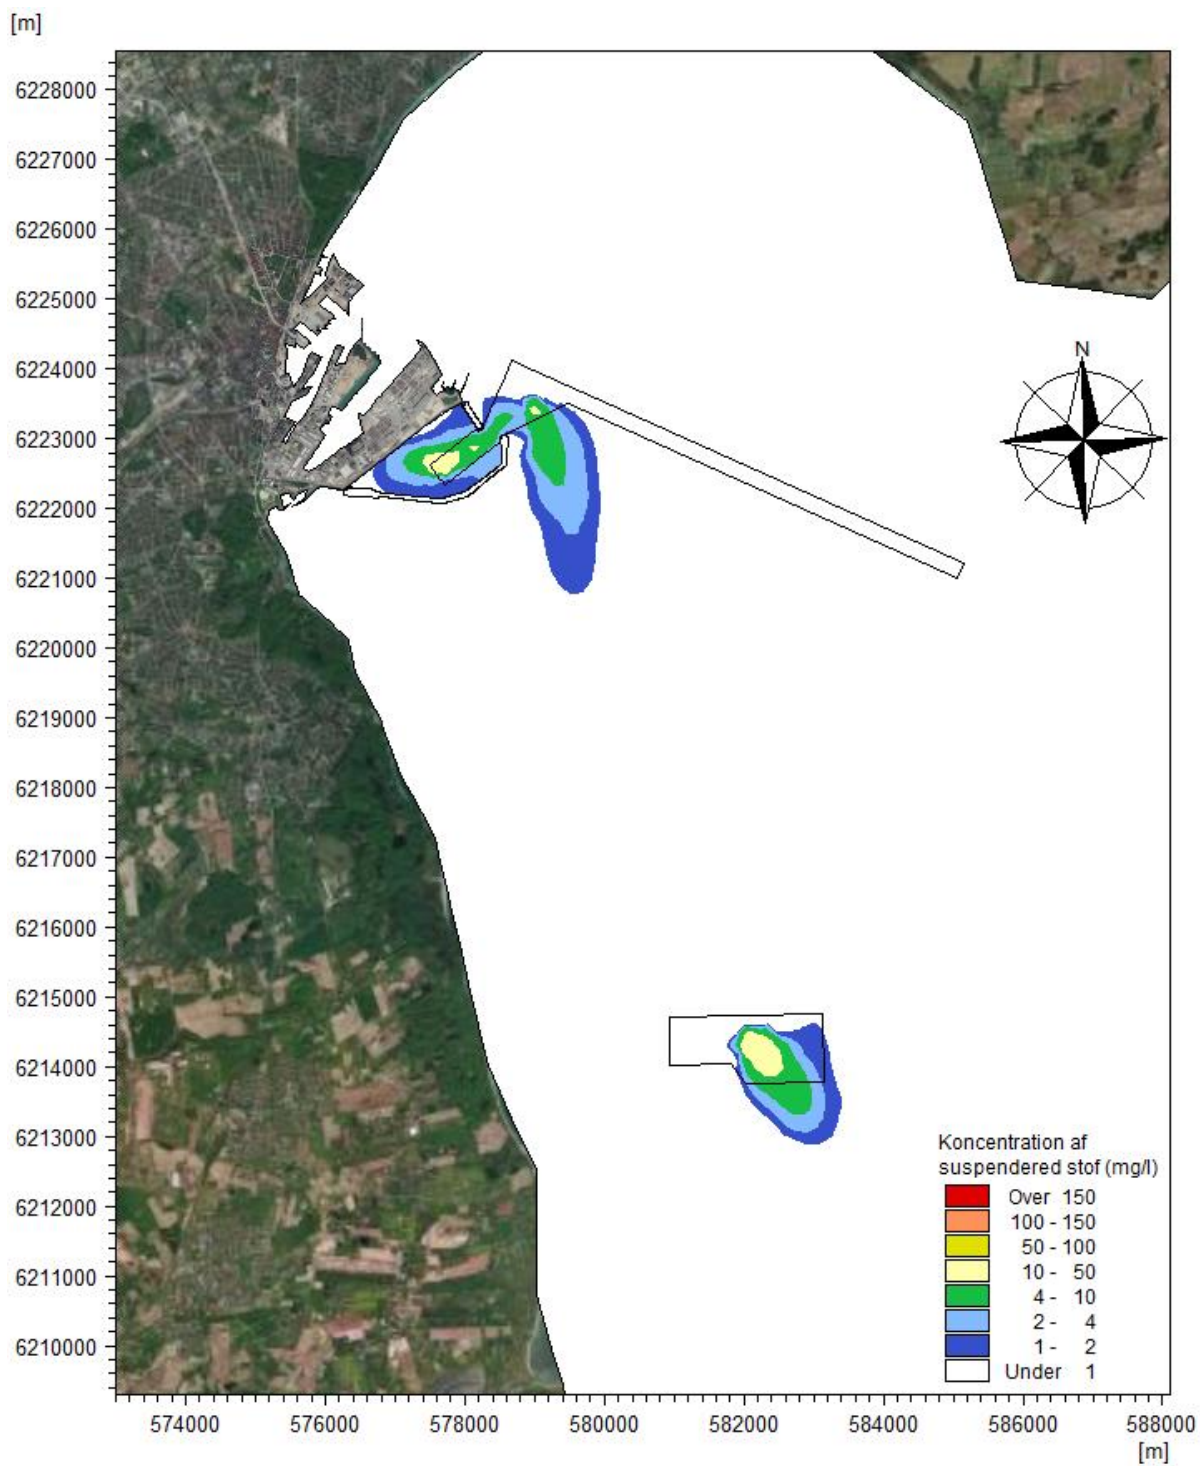 [m]
6228000
6227000
6226000
6225000
6224000
6223000
6222000
6221000
6220000
6219000
6218000
6217000
6216000
6215000
6214000
6213000
6212000
6211000
6210000
N
Koncentration af
suspendered stof (mg/l)
Over 150
100 - 150
50 - 100
10 - 50
4 - 10
2 - 4
1 - 2
Under 1
574000 576000 578000 580000 582000 584000 586000 588000
[m]